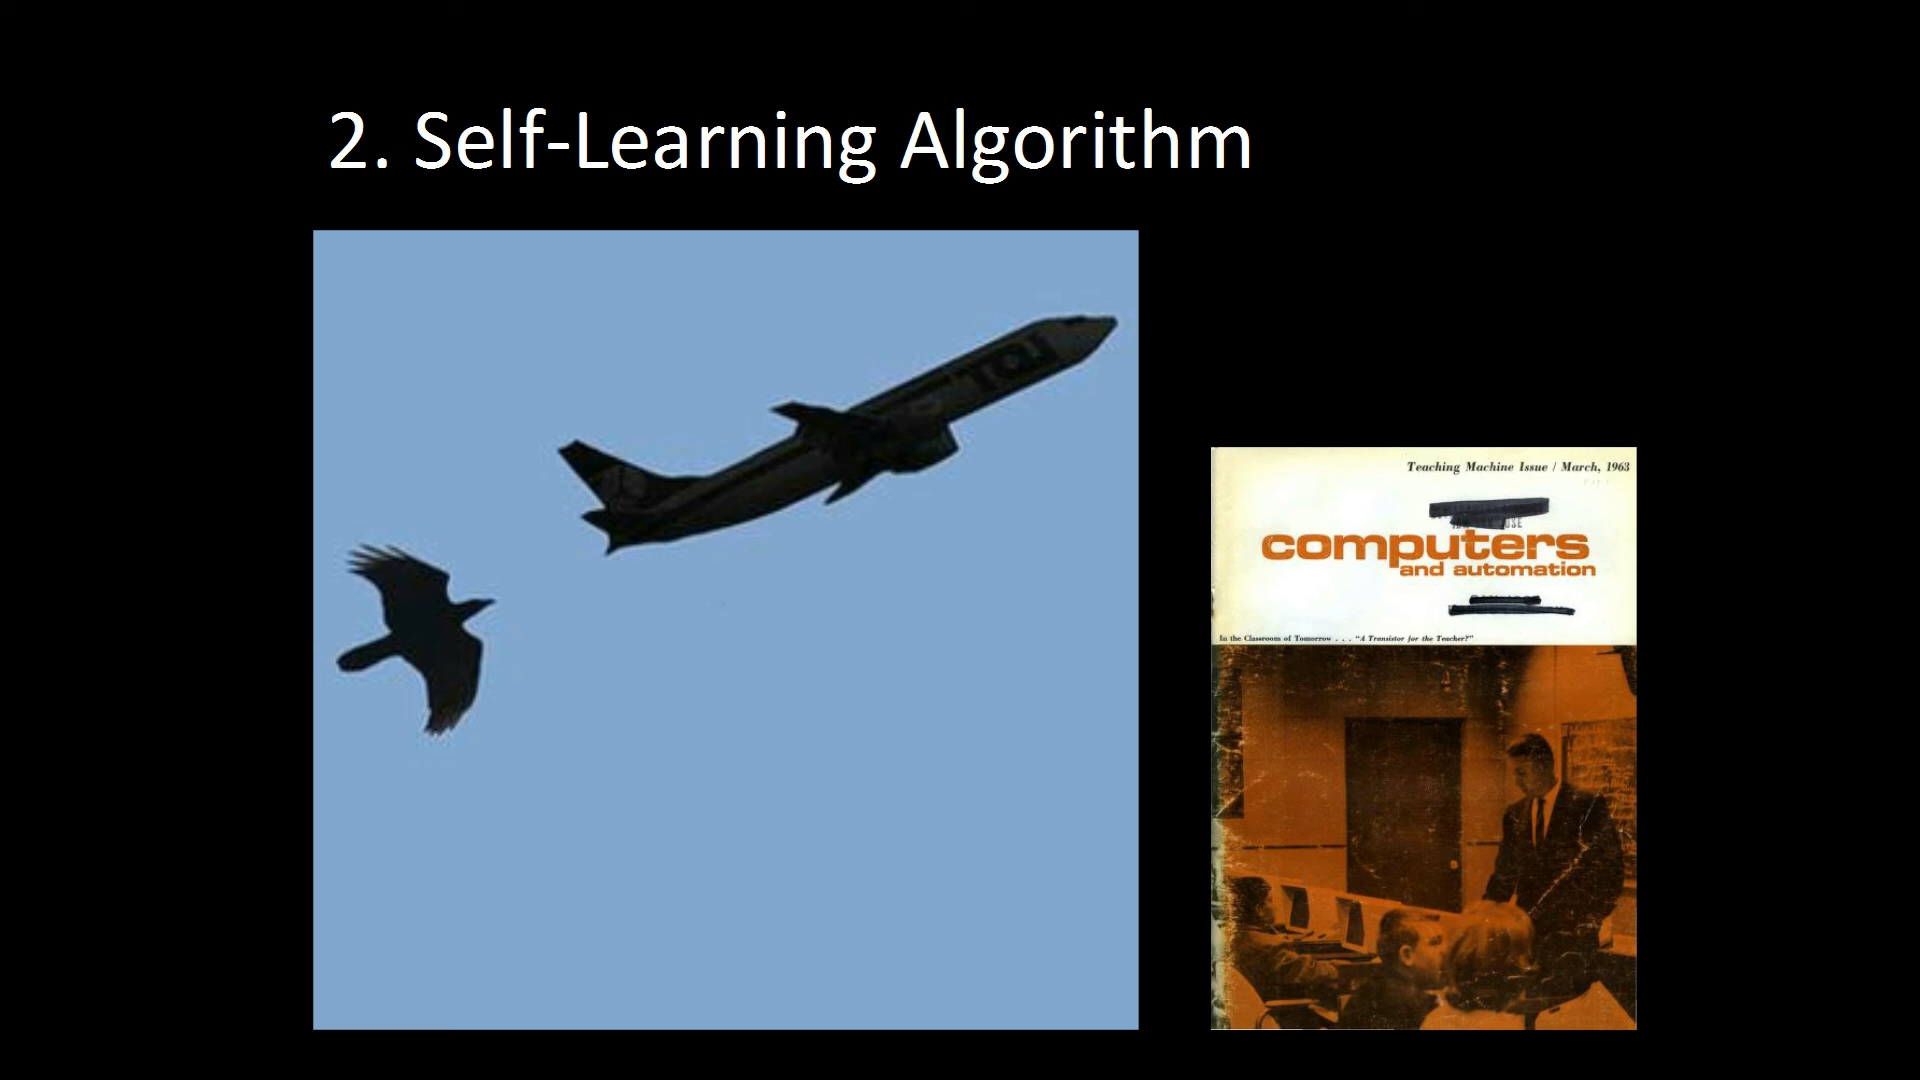 2. Self-Learning Algorithm
Teaching Machine Issue / March, 1963
computers
and automation
In the Classroom of Tomorrow . . . "A Transistor for the Teacher?"